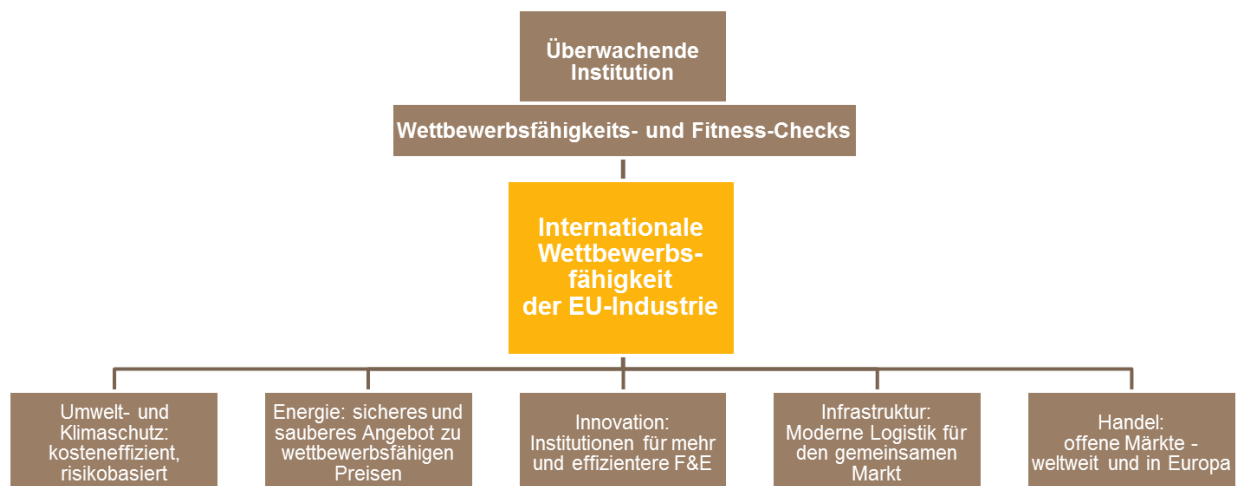 Überwachende
Institution
Wettbewerbsfähigkeits- und Fitness-Checks
Internationale
Wettbewerbs-
fähigkeit
der EU-Industrie
Umwelt- und
Klimaschutz:
kosteneffizient,
risikobasiert
Energie: sicheres und
sauberes Angebot zu
wettbewerbsfähigen
Preisen
Innovation:
Institutionen für mehr
und effizientere F&E
Infrastruktur:
Moderne Logistik für
den gemeinsamen
Markt
Handel:
offene Märkte -
weltweit und in Europa